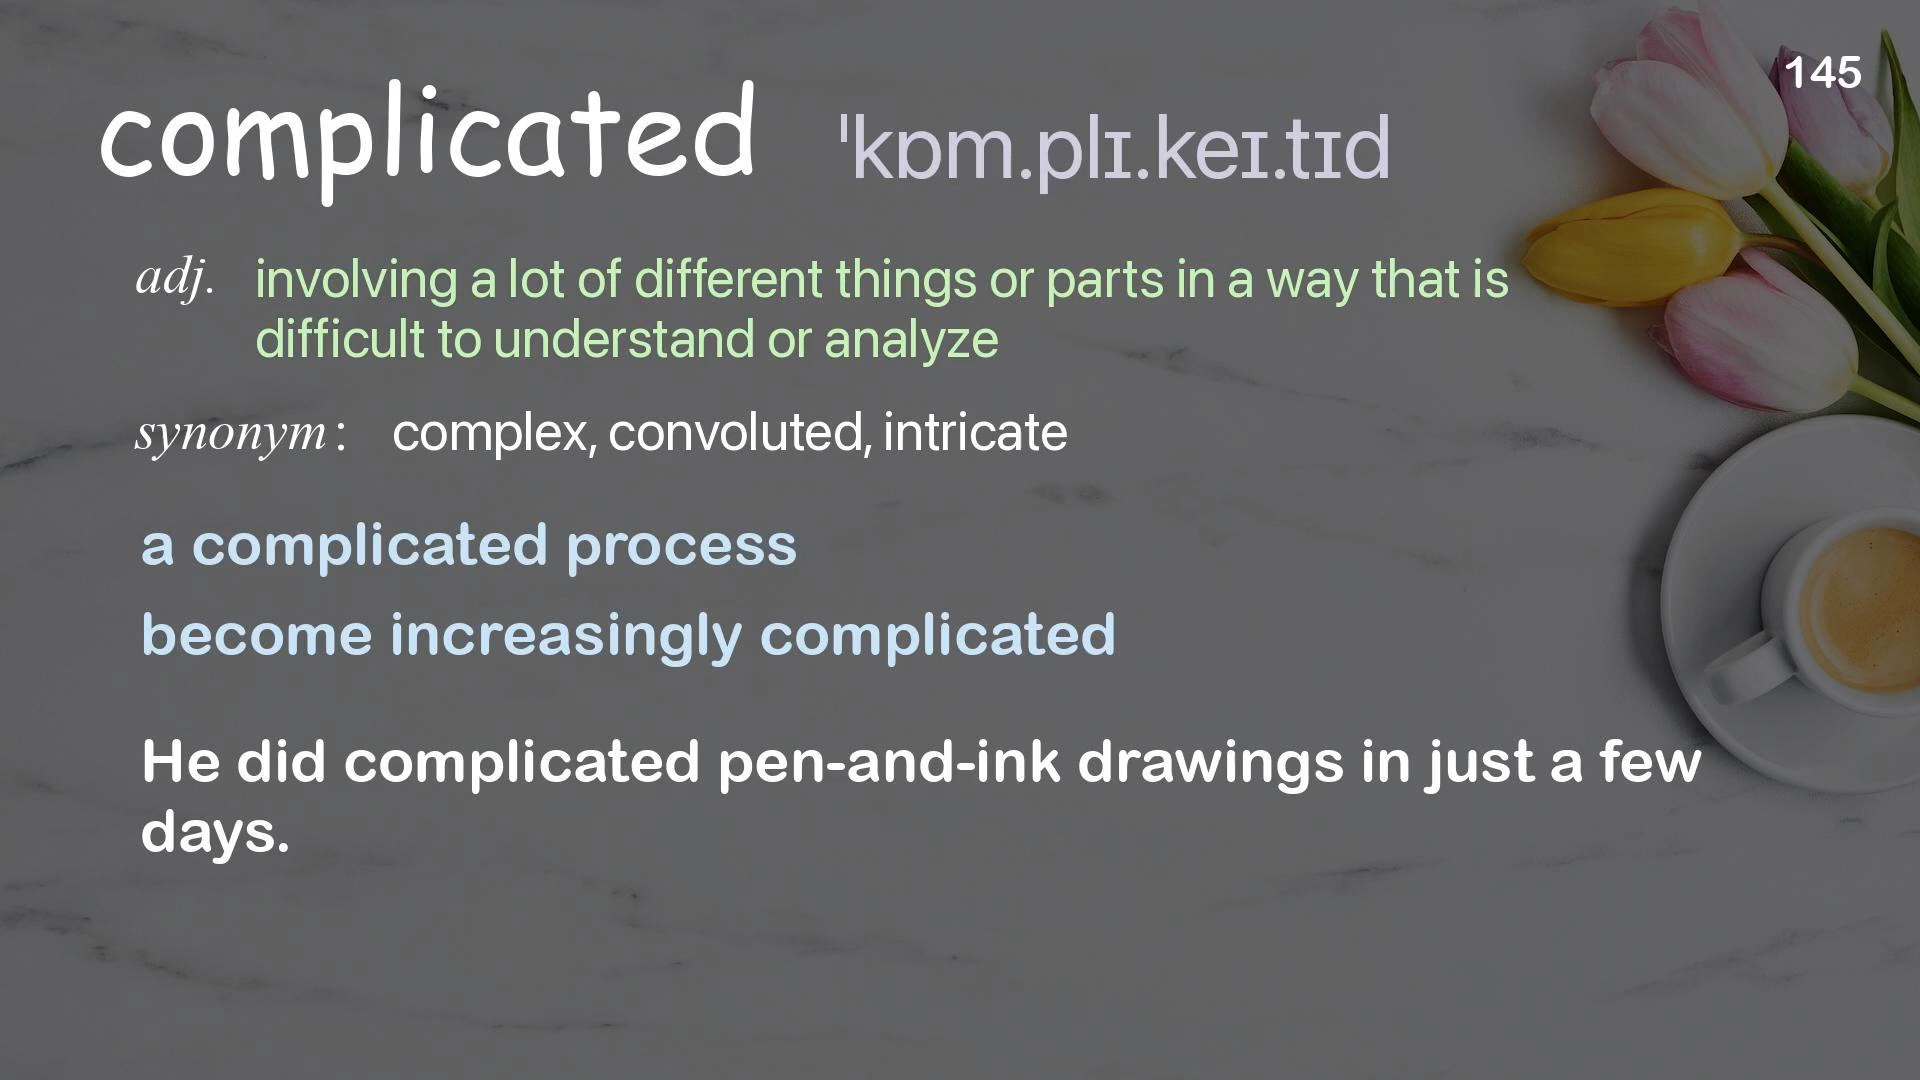 145
complicated ˈkɒm.plɪ.keɪ.tɪd
adj. involving a lot of different things or parts in a way that is
difficult to understand or analyze
synonym: complex, convoluted, intricate
a complicated process
become increasingly complicated
He did complicated pen-and-ink drawings in just a few
days.